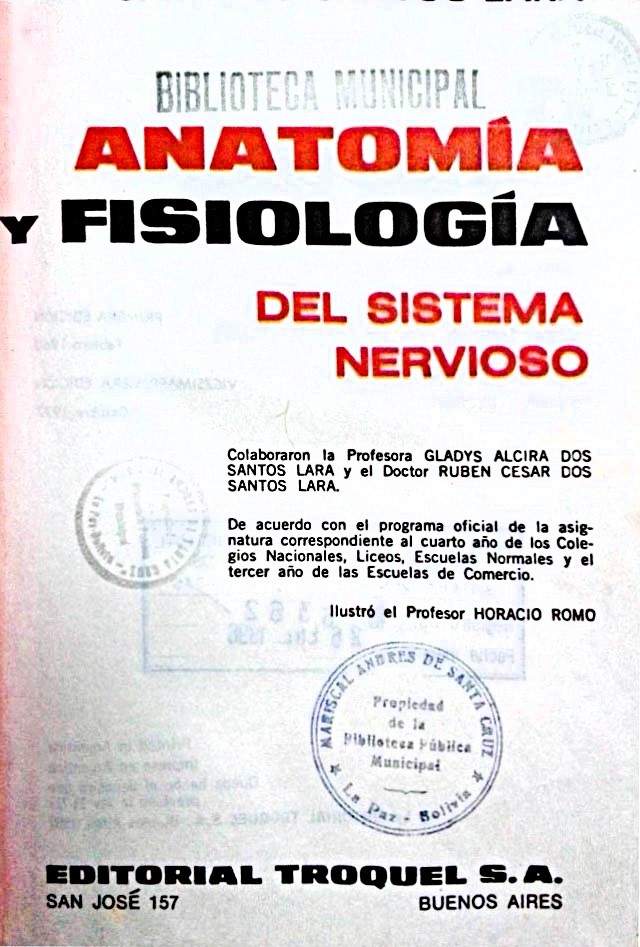 BIBLIOTECA MUNICIPAL
ANATOMÍA
Y FISIOLOGÍA
DEL SISTEMA
NERVIOSO
Colaboraron la Profesora GLADYS ALCIRA DOS
SANTOS LARA y el Doctor RUBEN CESAR DOS
SANTOS LARA.
De acuerdo con el programa oficial de la asig-
natura correspondiente al cuarto año de los Cole-
gios Nacionales, Liceos, Escuelas Normales y el
tercer año de las Escuelas de Comercio.
Ilustró el Profesor HORACIO ROMO
MARISCAL ANDRES DE SANTA CRUZ
Propiedad
de la
Biblioteca Pública
Municipal
La Paz - Bolivia
EDITORIAL TROQUEL S.A.
SAN JOSÉ 157 BUENOS AIRES